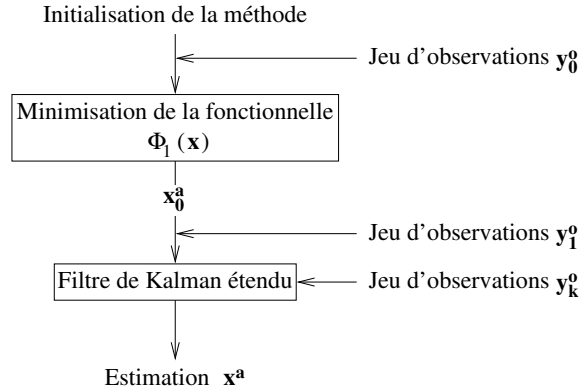 Initialisation de la méthode
Jeu d'observations y₀ᵒ
Minimisation de la fonctionnelle
Φ₁ (x)
x₀ᵃ
Jeu d'observations y₁ᵒ
Filtre de Kalman étendu
Jeu d'observations yₖᵒ
Estimation xᵃ